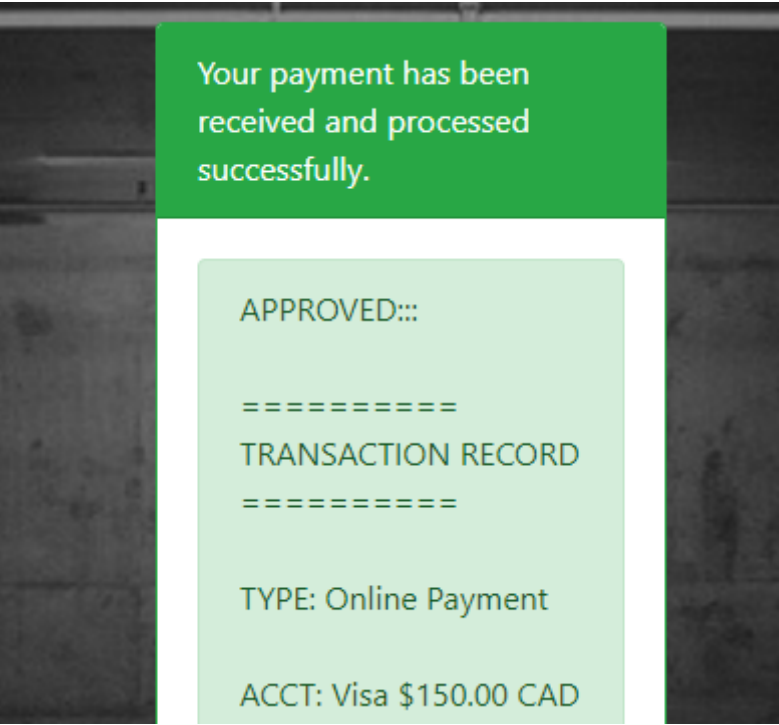 Your payment has been
received and processed
successfully.
APPROVED:::
==========
TRANSACTION RECORD
==========
TYPE: Online Payment
ACCT: Visa $150.00 CAD